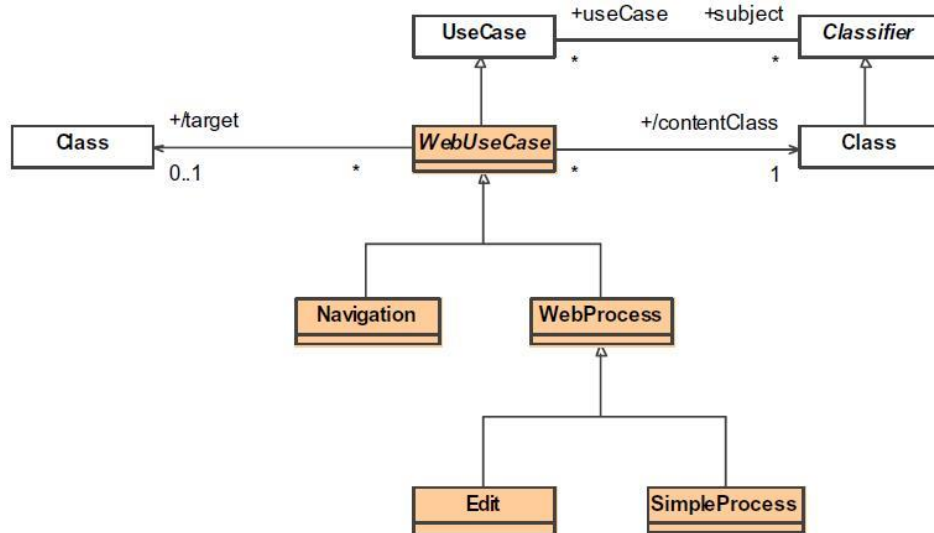 +useCase +subject
UseCase Classifier
* *
+/target +/contentClass
Class WebUseCase Class
0..1 * * 1
Navigation WebProcess
Edit SimpleProcess